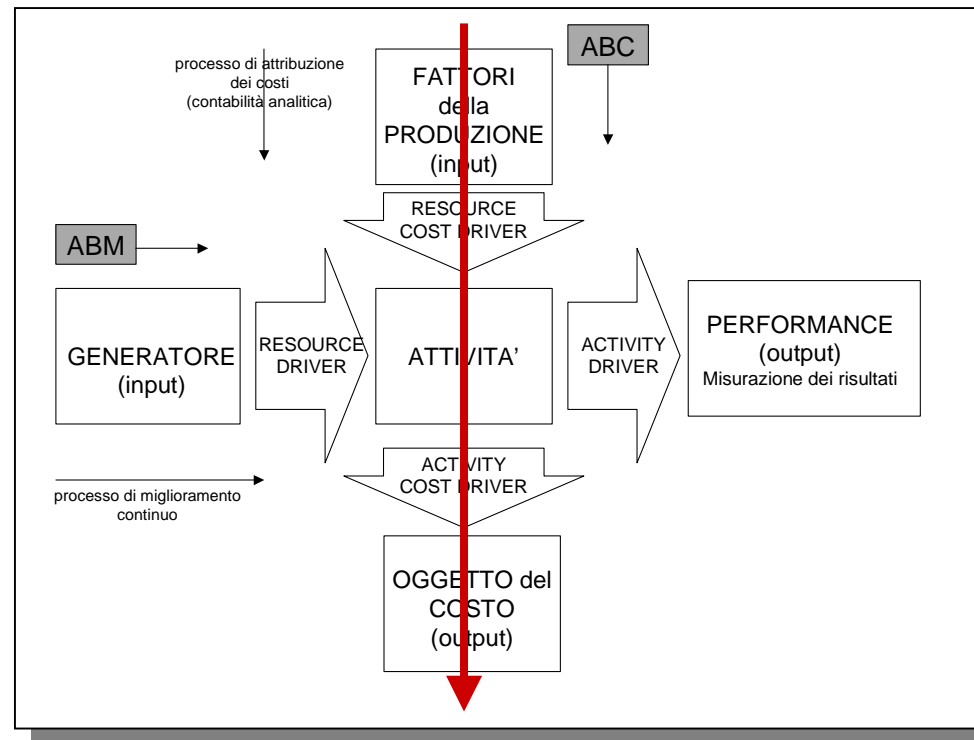 processo di attribuzione
dei costi
(contabilità analitica)
FATTORI
della
PRODUZIONE
(input)
ABC
RESOURCE
COST DRIVER
ABM
GENERATORE
(input)
RESOURCE
DRIVER
ATTIVITA’
ACTIVITY
DRIVER
PERFORMANCE
(output)
Misurazione dei risultati
ACTIVITY
COST DRIVER
processo di miglioramento
continuo
OGGETTO del
COSTO
(output)